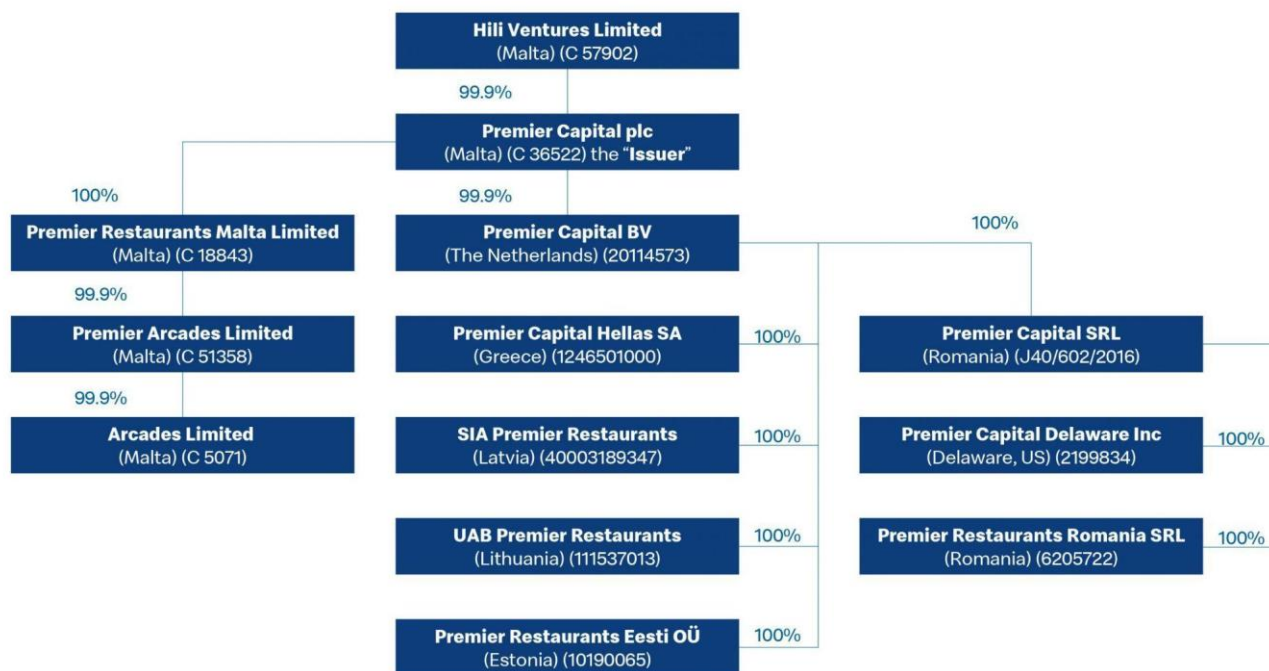 Hili Ventures Limited
(Malta) (C 57902)
99.9%
Premier Capital plc
(Malta) (C 36522) the “Issuer”
100%
99.9%
Premier Restaurants Malta Limited
(Malta) (C 18843)
Premier Capital BV
(The Netherlands) (20114573)
100%
99.9%
Premier Arcades Limited
(Malta) (C 51358)
Premier Capital Hellas SA
(Greece) (1246501000)
100%
Premier Capital SRL
(Romania) (J40/602/2016)
99.9%
Arcades Limited
(Malta) (C 5071)
SIA Premier Restaurants
(Latvia) (40003189347)
100%
Premier Capital Delaware Inc
(Delaware, US) (2199834)
100%
UAB Premier Restaurants
(Lithuania) (111537013)
100%
Premier Restaurants Romania SRL
(Romania) (6205722)
100%
Premier Restaurants Eesti OÜ
(Estonia) (10190065)
100%